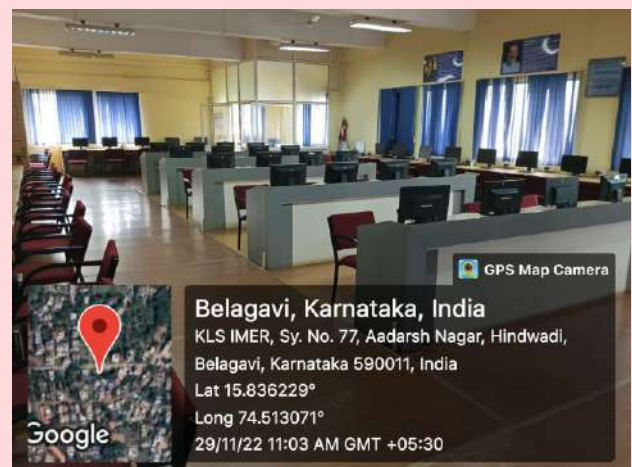 GPS Map Camera
Belagavi, Karnataka, India
KLS IMER, Sy. No. 77, Aadarsh Nagar, Hindwadi,
Belagavi, Karnataka 590011, India
Lat 15.836229°
Long 74.513071°
29/11/22 11:03 AM GMT +05:30
Google